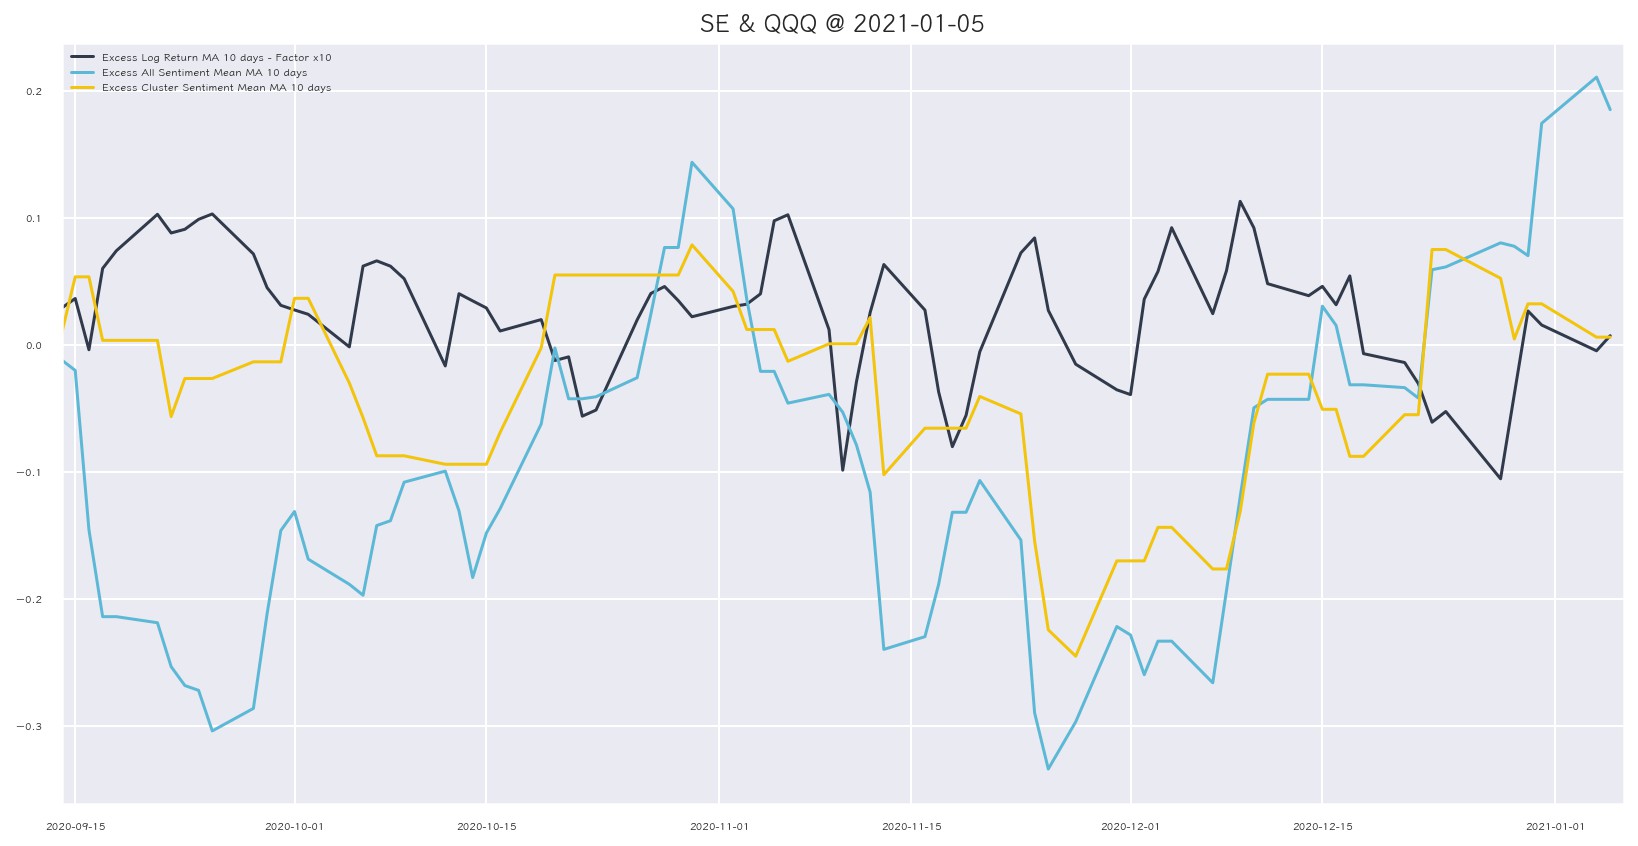 SE & QQQ @ 2021-01-05
Excess Log Return MA 10 days - Factor x10
Excess All Sentiment Mean MA 10 days
Excess Cluster Sentiment Mean MA 10 days
0.2
0.1
0.0
−0.1
−0.2
−0.3
2020-09-15 2020-10-01 2020-10-15 2020-11-01 2020-11-15 2020-12-01 2020-12-15 2021-01-01